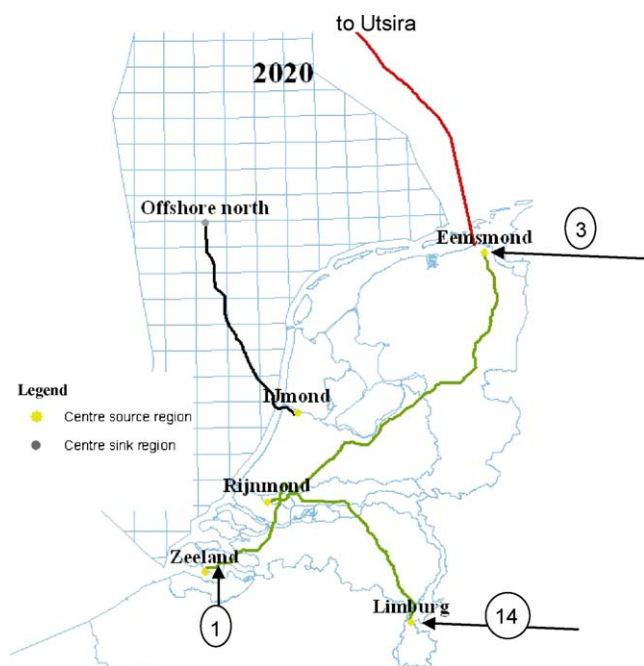 to Utsira
2020
Offshore north
3
Eemsmond
Legend
IJmond
Centre source region
Centre sink region
Rijnmond
Zeeland
Limburg
14
1